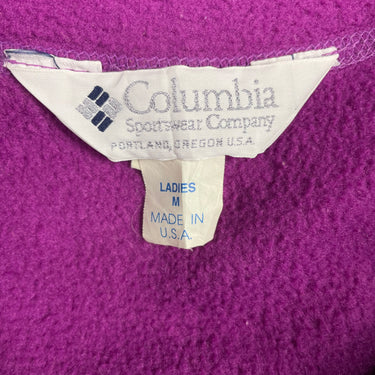 Columbia
Sportswear Company
PORTLAND, OREGON U.S.A.
LADIES
M
MADE IN
U.S.A.